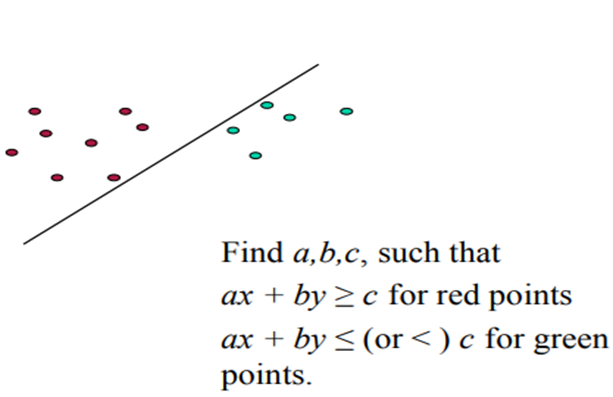 Find a,b,c, such that
ax + by ≥ c for red points
ax + by ≤ (or < ) c for green
points.